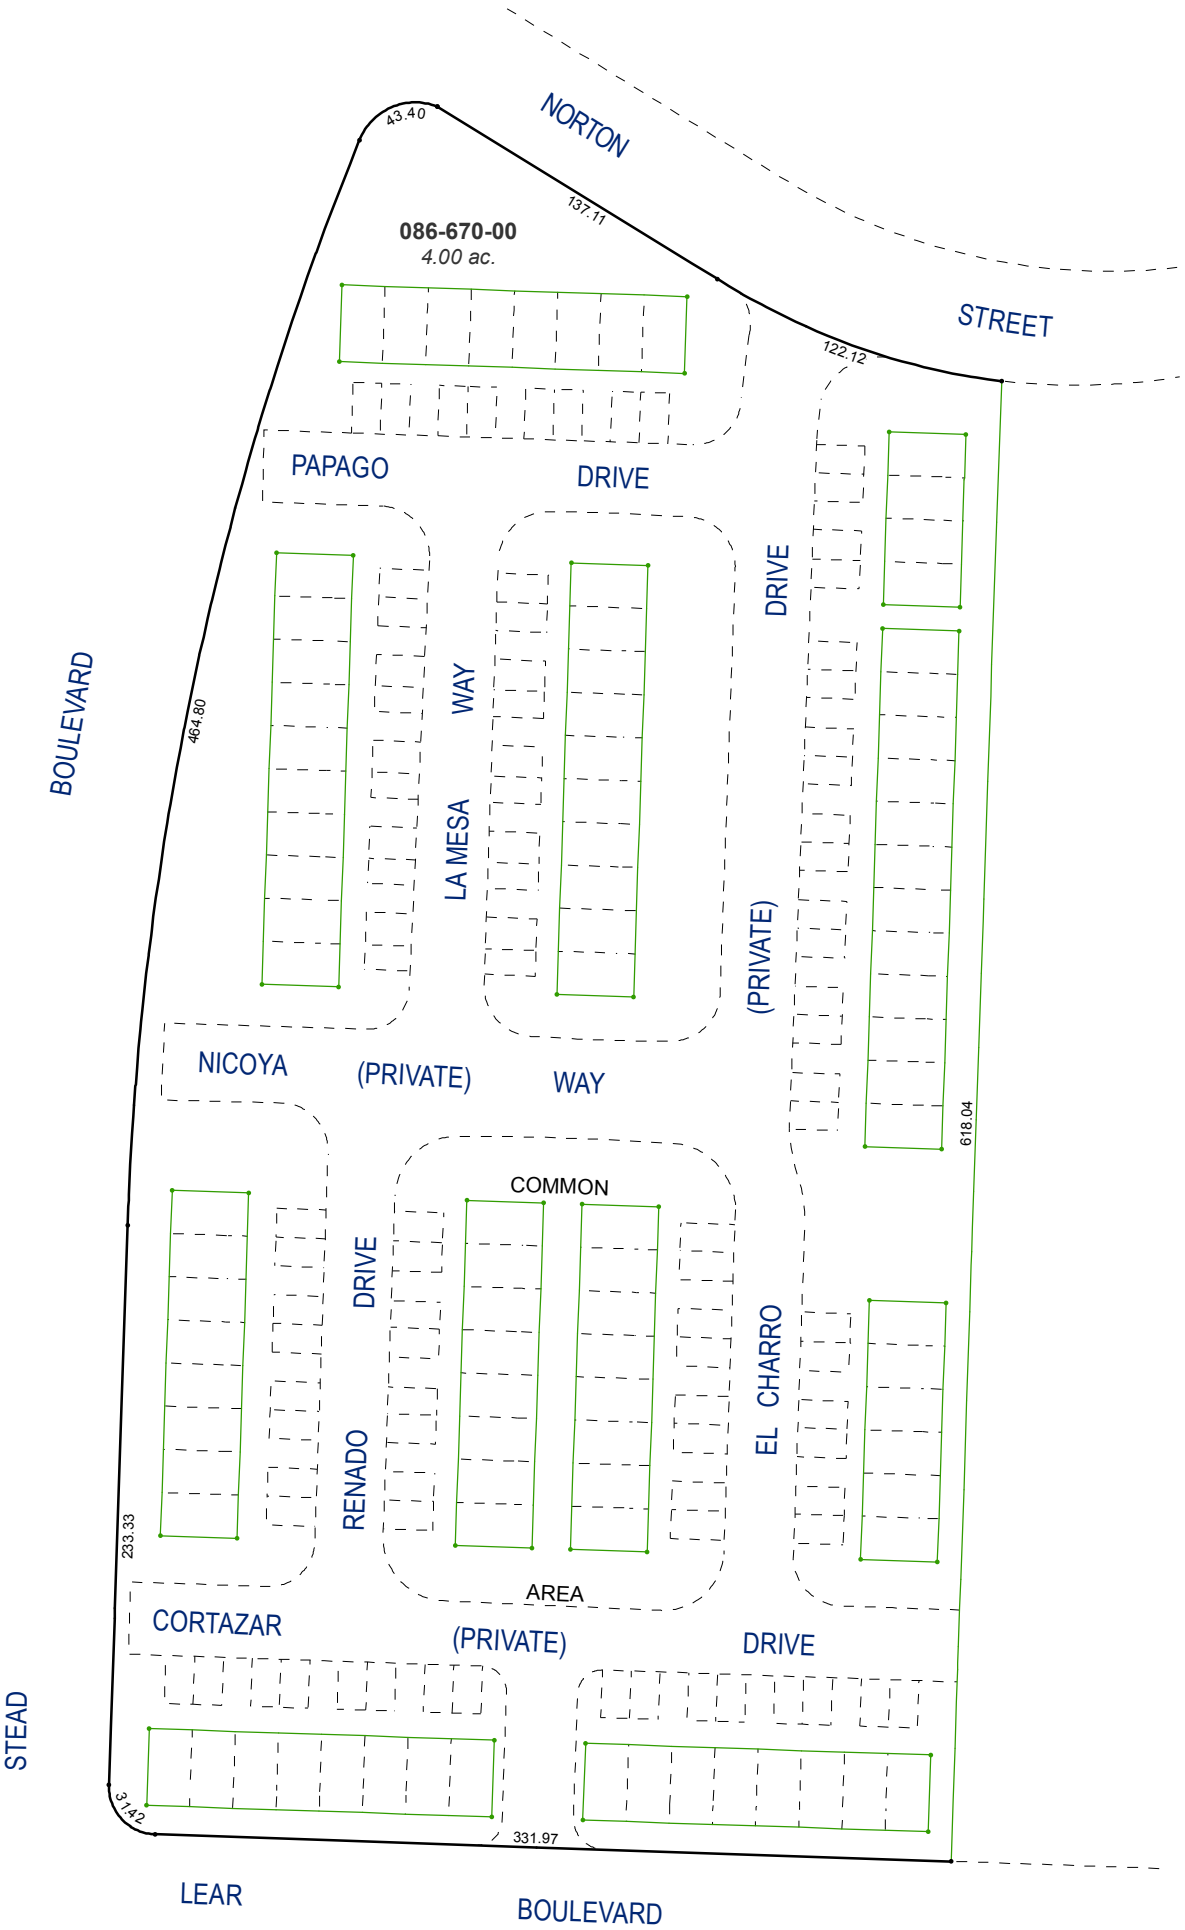 NORTON
STREET
43.40
137.11
122.12
086-670-00
4.00 ac.
PAPAGO DRIVE
DRIVE
BOULEVARD
464.80
WAY
LA MESA
(PRIVATE)
NICOYA (PRIVATE) WAY
618.04
COMMON
DRIVE
EL CHARRO
RENADO
233.33
AREA
CORTAZAR (PRIVATE) DRIVE
STEAD
31.42
331.97
LEAR BOULEVARD